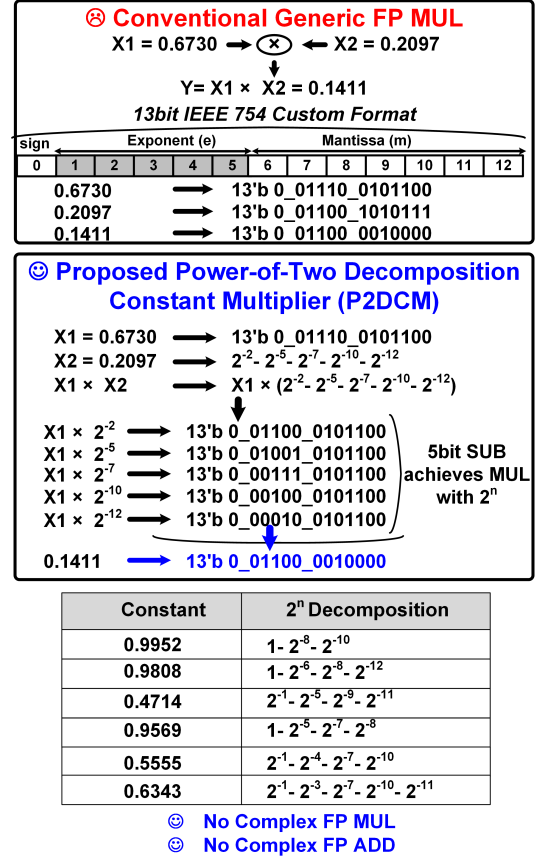 ☹ Conventional Generic FP MUL
X1 = 0.6730 → × ← X2 = 0.2097
Y= X1 × X2 = 0.1411
13bit IEEE 754 Custom Format
sign Exponent (e) Mantissa (m)
0 1 2 3 4 5 6 7 8 9 10 11 12
0.6730 → 13'b 0_01110_0101100
0.2097 → 13'b 0_01100_1010111
0.1411 → 13'b 0_01100_0010000
☺ Proposed Power-of-Two Decomposition
Constant Multiplier (P2DCM)
X1 = 0.6730 → 13'b 0_01110_0101100
X2 = 0.2097 → 2⁻²- 2⁻⁵- 2⁻⁷- 2⁻¹⁰- 2⁻¹²
X1 × X2 → X1 × (2⁻²- 2⁻⁵- 2⁻⁷- 2⁻¹⁰- 2⁻¹²)
X1 × 2⁻² → 13'b 0_01100_0101100
X1 × 2⁻⁵ → 13'b 0_01001_0101100
X1 × 2⁻⁷ → 13'b 0_00111_0101100
X1 × 2⁻¹⁰ → 13'b 0_00100_0101100
X1 × 2⁻¹² → 13'b 0_00010_0101100
5bit SUB
achieves MUL
with 2ⁿ
0.1411 → 13'b 0_01100_0010000
Constant 2ⁿ Decomposition
0.9952 1- 2⁻⁸- 2⁻¹⁰
0.9808 1- 2⁻⁶- 2⁻⁸- 2⁻¹²
0.4714 2⁻¹- 2⁻⁵- 2⁻⁹- 2⁻¹¹
0.9569 1- 2⁻⁵- 2⁻⁷- 2⁻⁸
0.5555 2⁻¹- 2⁻⁴- 2⁻⁷- 2⁻¹⁰
0.6343 2⁻¹- 2⁻³- 2⁻⁷- 2⁻¹⁰- 2⁻¹¹
☺ No Complex FP MUL
☺ No Complex FP ADD